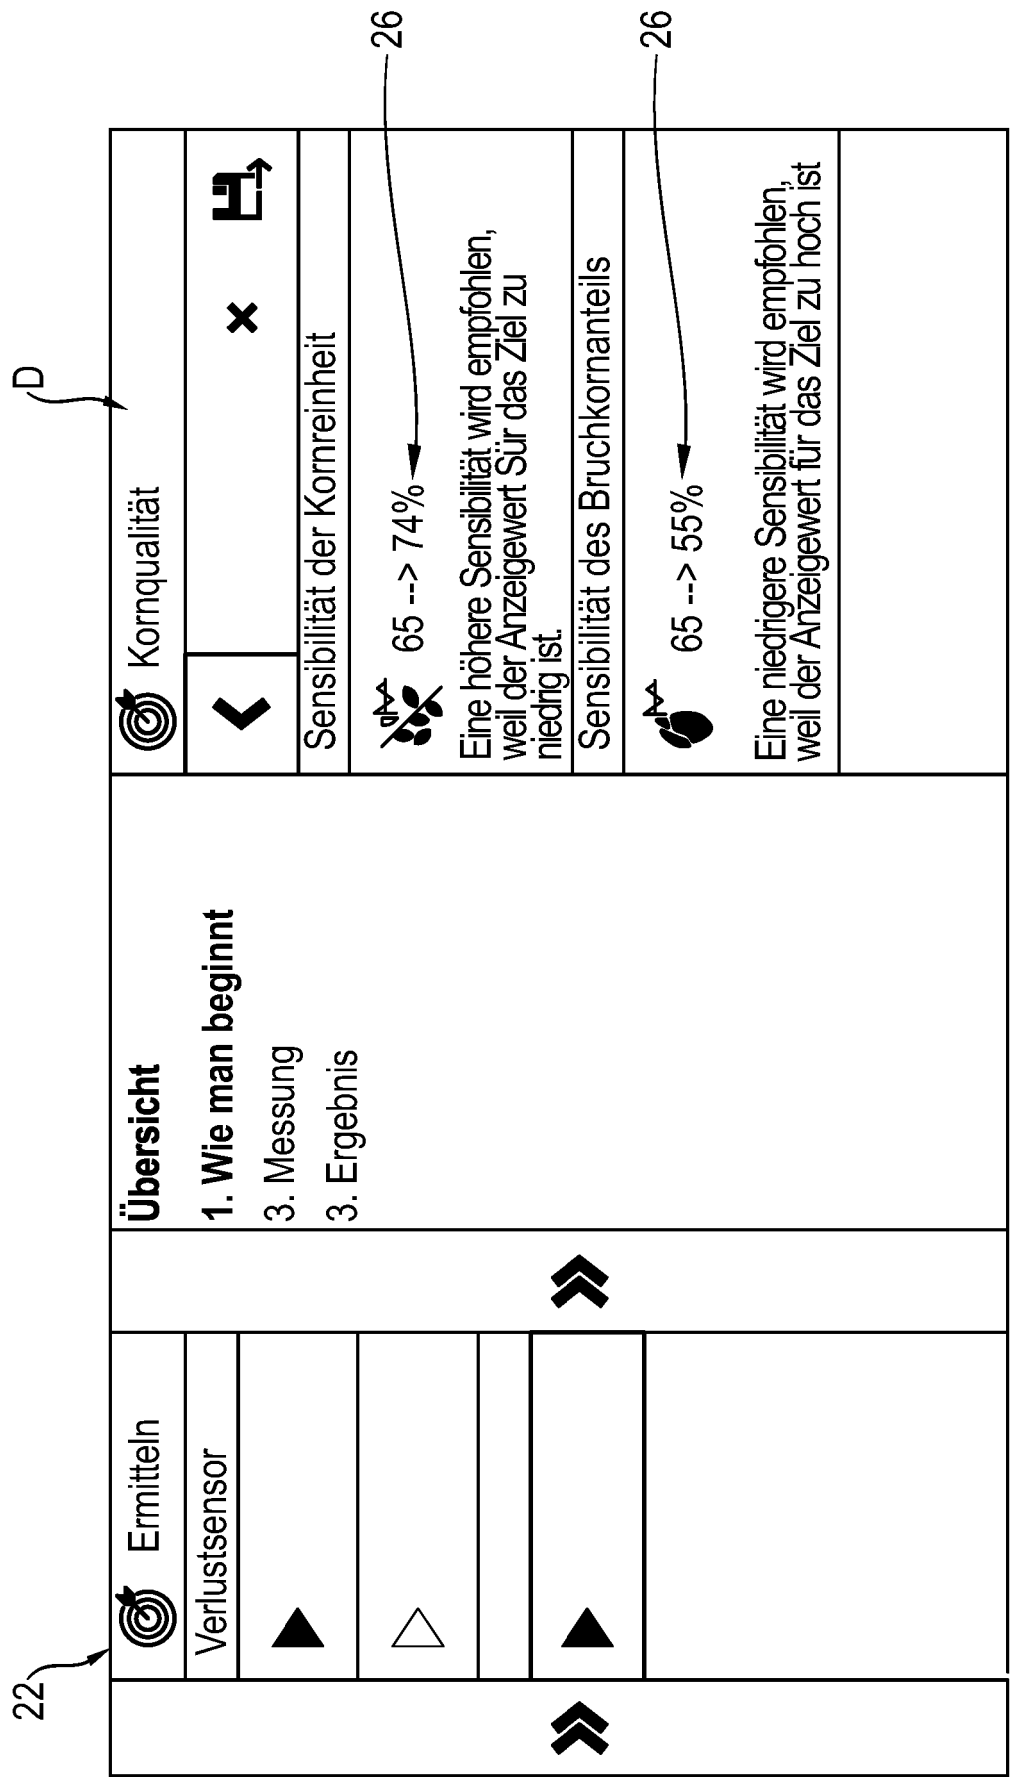 22
D
Ermitteln
Verlustsensor
Übersicht
1. Wie man beginnt
3. Messung
3. Ergebnis
Kornqualität
Sensibilität der Kornreinheit
65 --> 74%
26
Eine höhere Sensibilität wird empfohlen,
weil der Anzeigewert Sür das Ziel zu
niedrig ist.
Sensibilität des Bruchkornanteils
65 --> 55%
26
Eine niedrigere Sensibilität wird empfohlen,
weil der Anzeigewert für das Ziel zu hoch ist